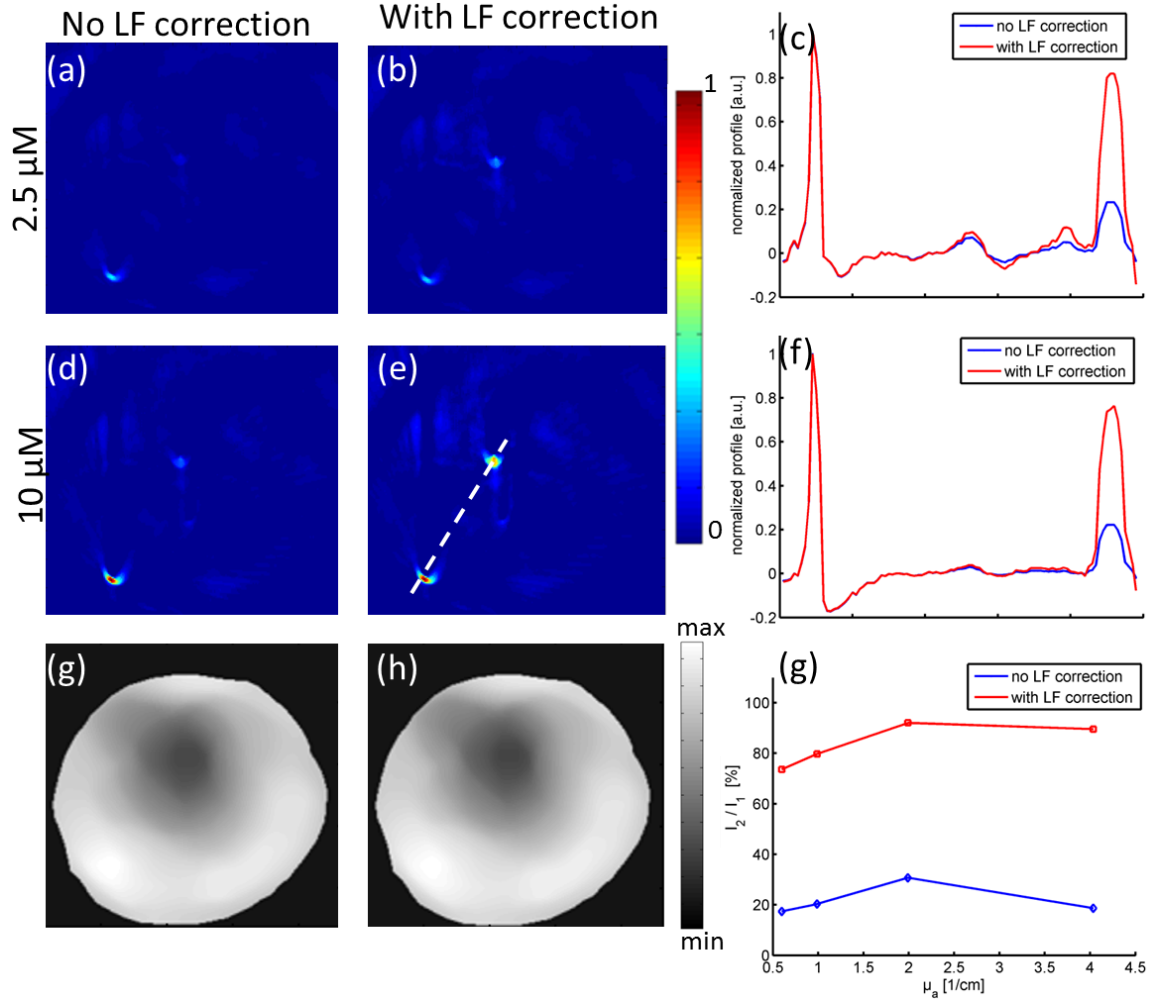 No LF correction
With LF correction
2.5 µM
(a)
(b)
1
0
(c)
no LF correction
with LF correction
normalized profile [a.u.]
1
0.8
0.6
0.4
0.2
0
-0.2
10 µM
(d)
(e)
(f)
no LF correction
with LF correction
normalized profile [a.u.]
1
0.8
0.6
0.4
0.2
0
-0.2
(g)
(h)
max
min
(g)
no LF correction
with LF correction
I2 / I1 [%]
100
80
60
40
20
0
0.5 1 1.5 2 2.5 3 3.5 4 4.5
µa [1/cm]